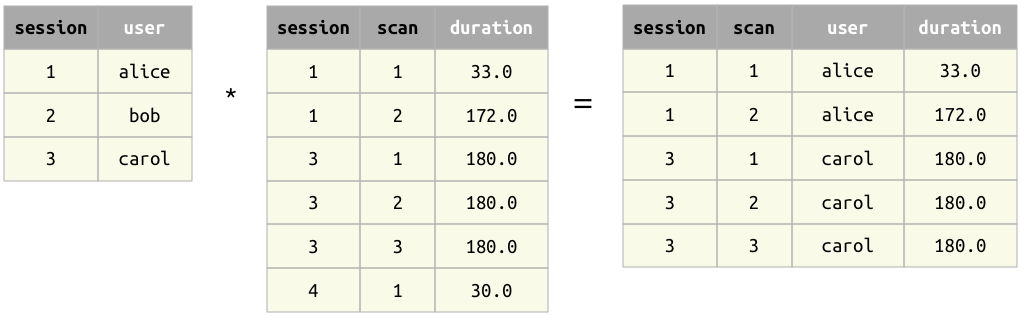 session user
1 alice
2 bob
3 carol
*
session scan duration
1 1 33.0
1 2 172.0
3 1 180.0
3 2 180.0
3 3 180.0
4 1 30.0
=
session scan user duration
1 1 alice 33.0
1 2 alice 172.0
3 1 carol 180.0
3 2 carol 180.0
3 3 carol 180.0